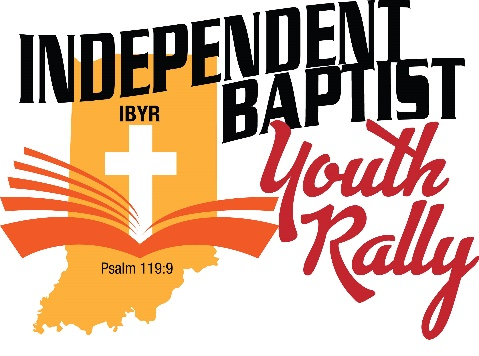 INDEPENDENT
BAPTIST
IBYR
Youth
Rally
Psalm 119:9